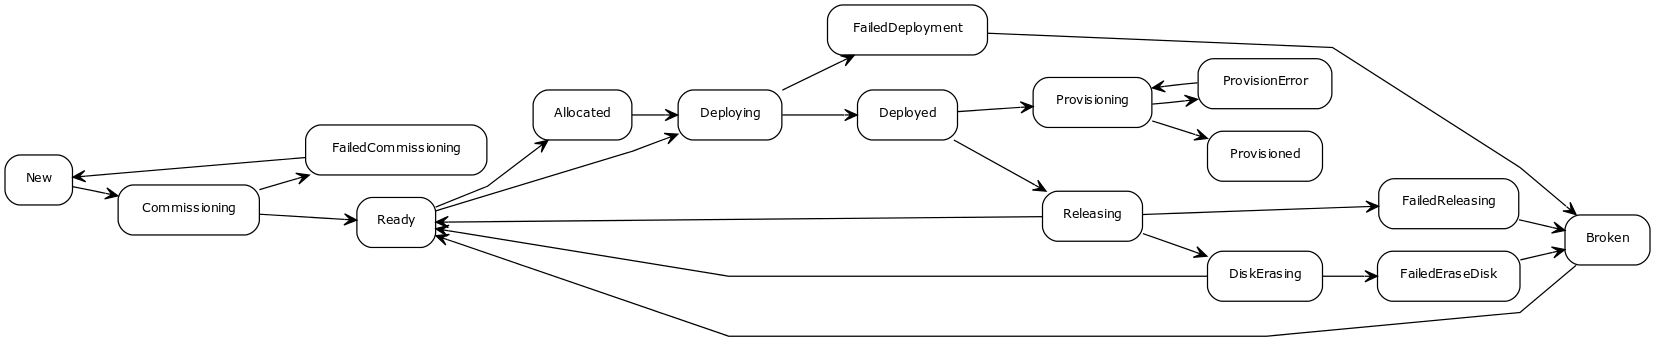 FailedDeployment
ProvisionError
Provisioning
Allocated
Deploying
Deployed
FailedCommissioning
Provisioned
New
Commissioning
FailedReleasing
Ready
Releasing
Broken
DiskErasing
FailedEraseDisk